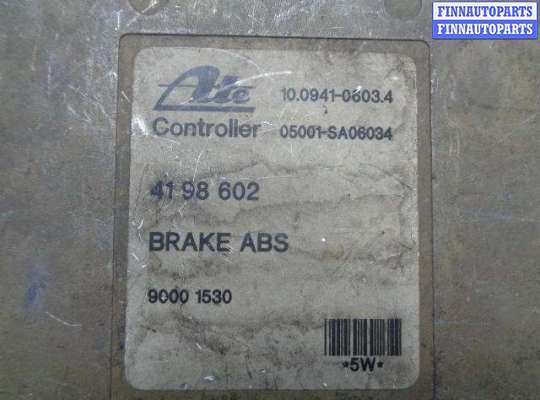 FINNAUTOPARTS
FINNAUTOPARTS
Ate 10.0941-0603.4
Controller 05001-SA06034
41 98 602
BRAKE ABS
9000 1530
*5W*